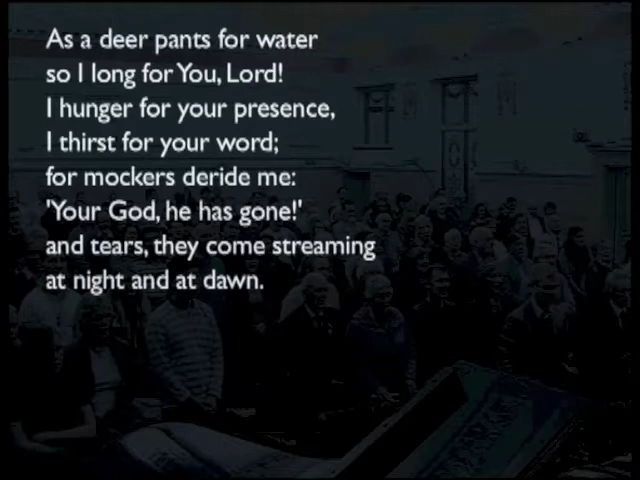 As a deer pants for water
so I long for You, Lord!
I hunger for your presence,
I thirst for your word;
for mockers deride me:
'Your God, he has gone!'
and tears, they come streaming
at night and at dawn.